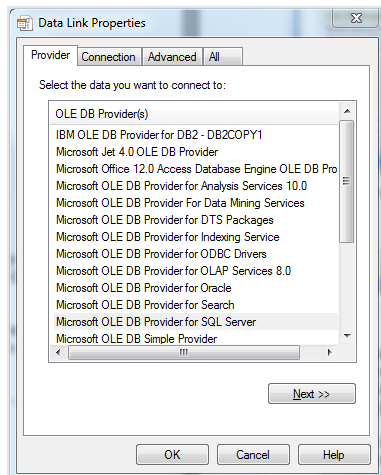 Data Link Properties
Provider Connection Advanced All
Select the data you want to connect to:
OLE DB Provider(s)
IBM OLE DB Provider for DB2 - DB2COPY1
Microsoft Jet 4.0 OLE DB Provider
Microsoft Office 12.0 Access Database Engine OLE DB Pro
Microsoft OLE DB Provider for Analysis Services 10.0
Microsoft OLE DB Provider For Data Mining Services
Microsoft OLE DB Provider for DTS Packages
Microsoft OLE DB Provider for Indexing Service
Microsoft OLE DB Provider for ODBC Drivers
Microsoft OLE DB Provider for OLAP Services 8.0
Microsoft OLE DB Provider for Oracle
Microsoft OLE DB Provider for Search
Microsoft OLE DB Provider for SQL Server
Microsoft OLE DB Simple Provider
Next >>
OK Cancel Help